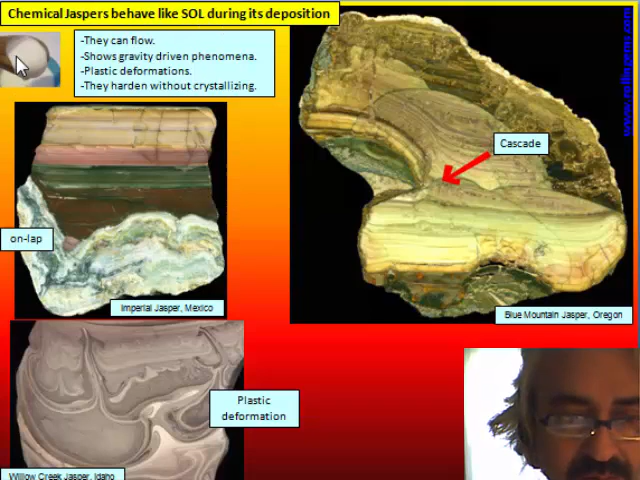 Chemical Jaspers behave like SOL during its deposition
-They can flow.
-Shows gravity driven phenomena.
-Plastic deformations.
-They harden without crystallizing.
Cascade
on-lap
Imperial Jasper, Mexico
Blue Mountain Jasper, Oregon
Plastic
deformation
Willow Creek Jasper, Idaho